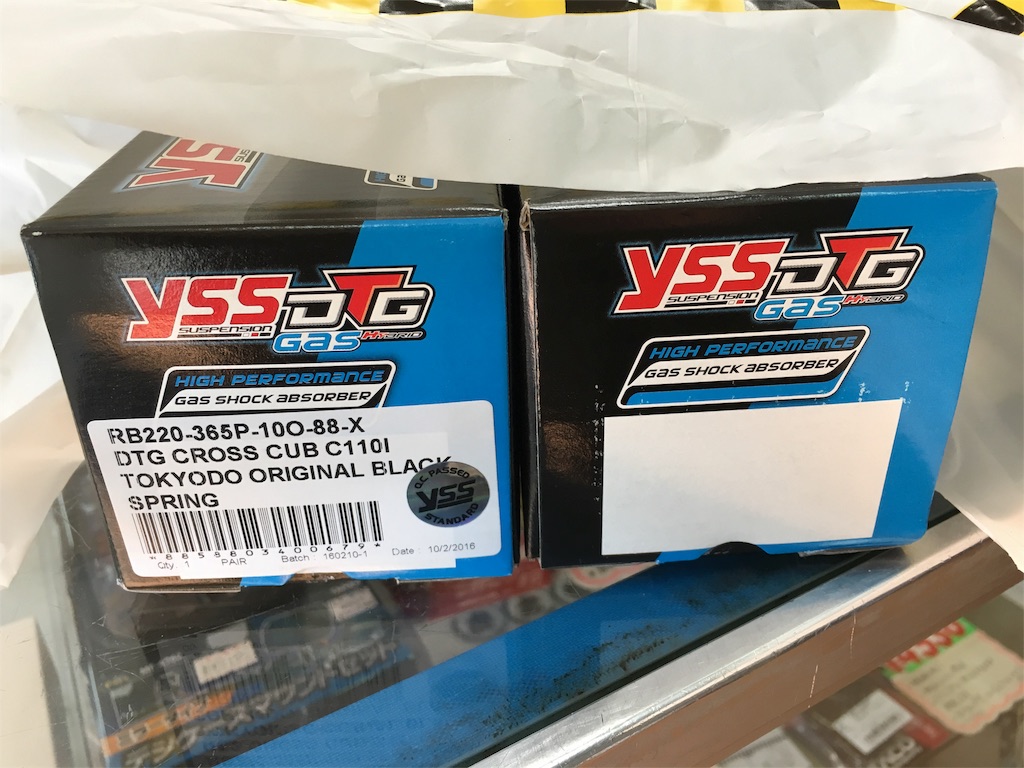 YSS
YSS DTG
SUSPENSION
Gas HYBRID
HIGH PERFORMANCE
GAS SHOCK ABSORBER
RB220-365P-10O-88-X
DTG CROSS CUB C110I
TOKYODO ORIGINAL BLACK
SPRING
Q.C PASSED
YSS
STANDARD
*8858803400679*
Qty : 1 PAIR Batch : 160210-1 Date : 10/2/2016
YSS DTG
SUSPENSION
Gas HYBRID
HIGH PERFORMANCE
GAS SHOCK ABSORBER